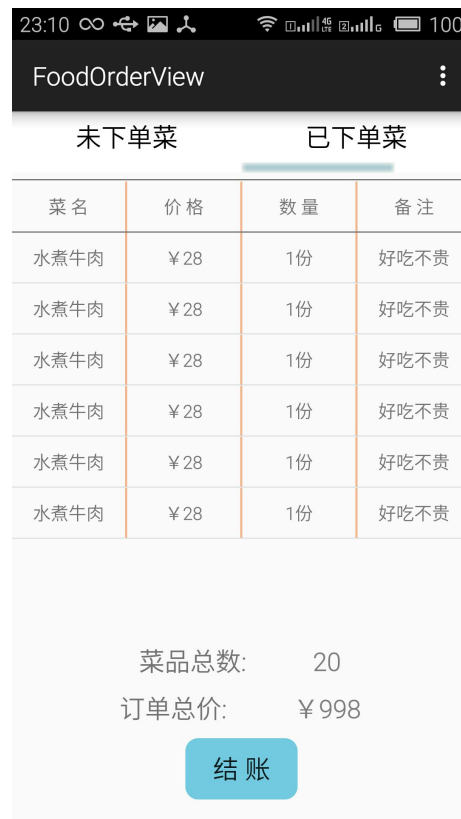 23:10 4G LTE 2 G 100
FoodOrderView
未下单菜 已下单菜
菜名 价格 数量 备注
水煮牛肉 ￥28 1份 好吃不贵
水煮牛肉 ￥28 1份 好吃不贵
水煮牛肉 ￥28 1份 好吃不贵
水煮牛肉 ￥28 1份 好吃不贵
水煮牛肉 ￥28 1份 好吃不贵
水煮牛肉 ￥28 1份 好吃不贵
菜品总数: 20
订单总价: ￥998
结账